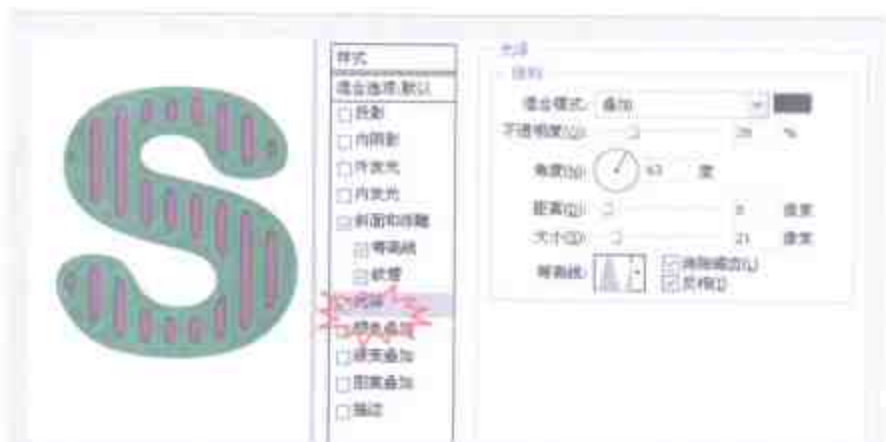 S
样式
混合选项:默认
投影
内阴影
外发光
内发光
斜面和浮雕
等高线
纹理
光泽
颜色叠加
渐变叠加
图案叠加
描边
光泽
结构
混合模式: 叠加
不透明度(Q): %
角度(N): 63 度
距离(D): 像素
大小(S): 21 像素
等高线: 消除锯齿(L)
反相(I)